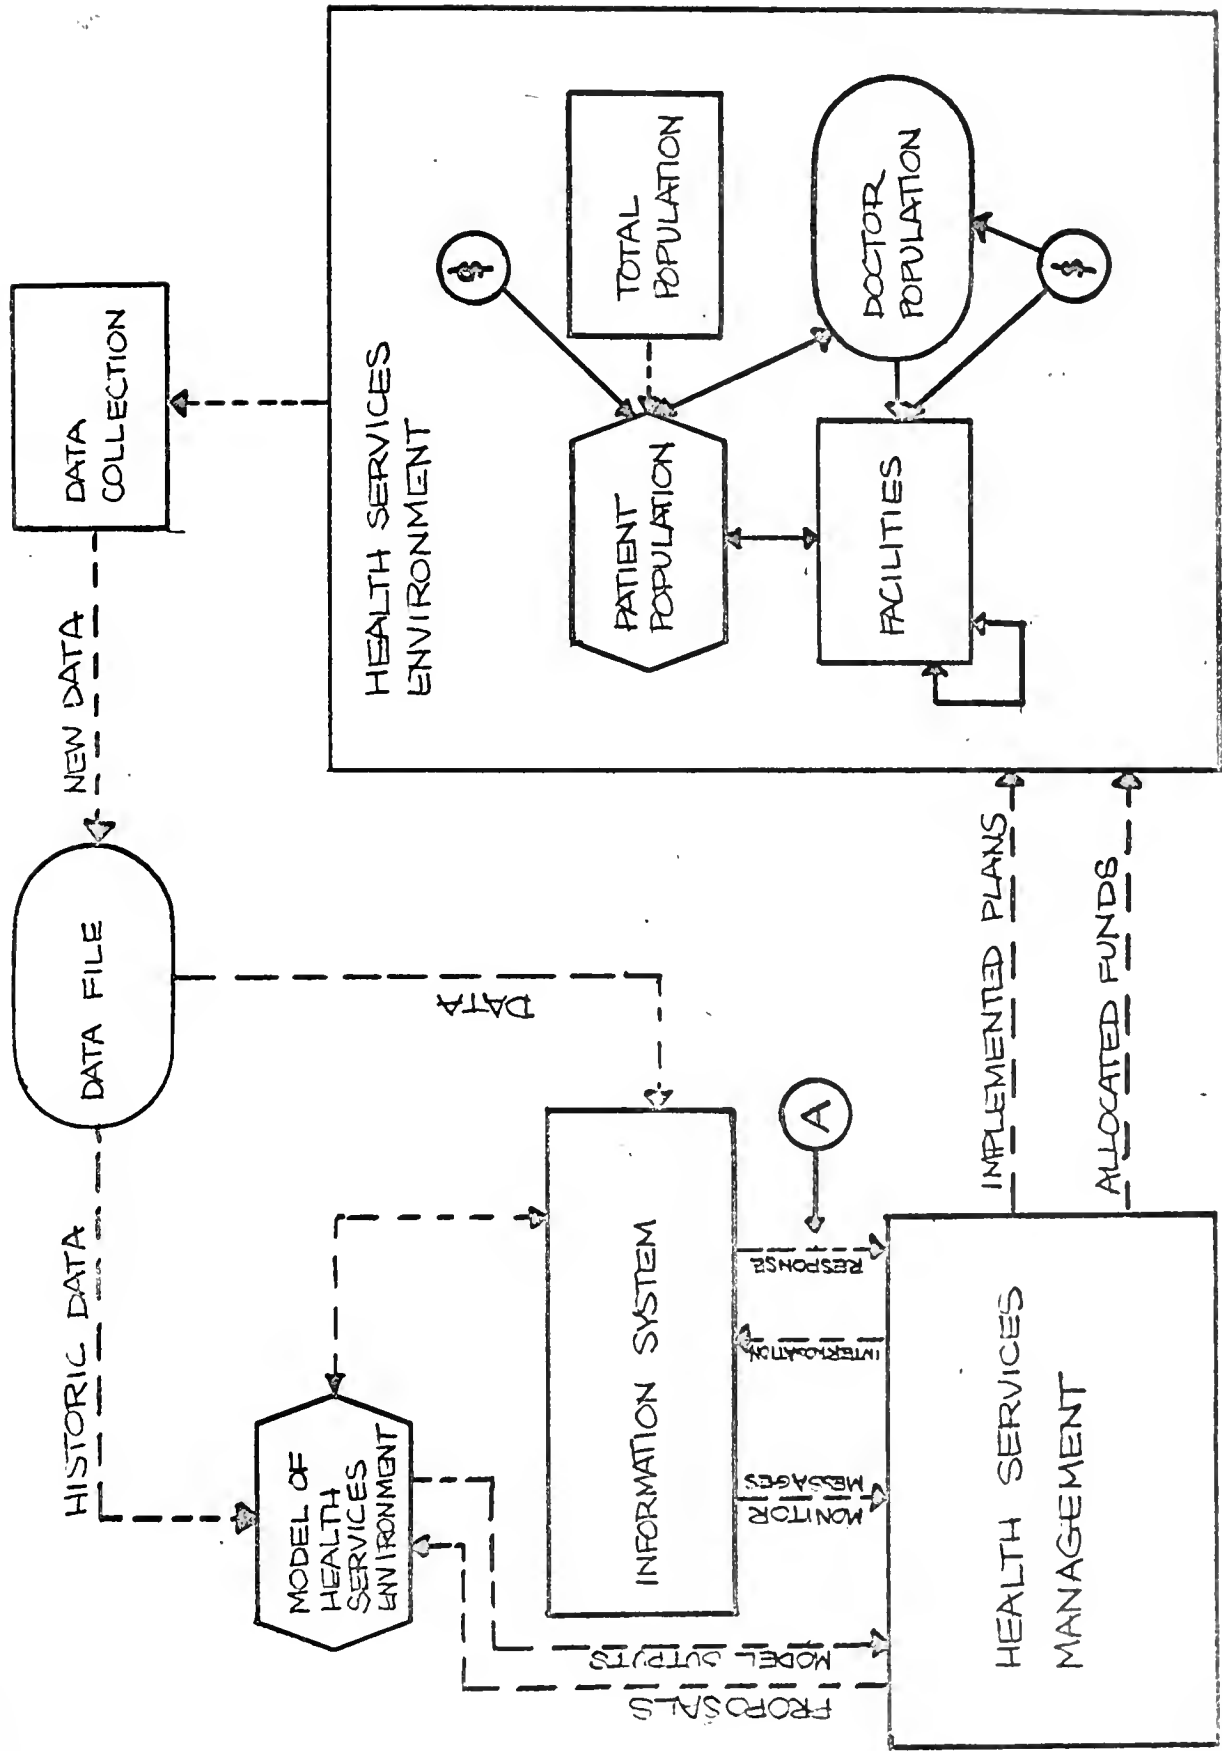 HISTORIC DATA
DATA FILE
NEW DATA
DATA
COLLECTION
MODEL OF
HEALTH
SERVICES
ENVIRONMENT
DATA
HEALTH SERVICES
ENVIRONMENT
$
PATIENT
POPULATION
TOTAL
POPULATION
INFORMATION SYSTEM
PROPOSALS
MODEL OUTPUTS
MONITOR
MESSAGES
INTERROGATION
RESPONSE
A
FACILITIES
DOCTOR
POPULATION
$
HEALTH SERVICES
MANAGEMENT
IMPLEMENTED PLANS
ALLOCATED FUNDS